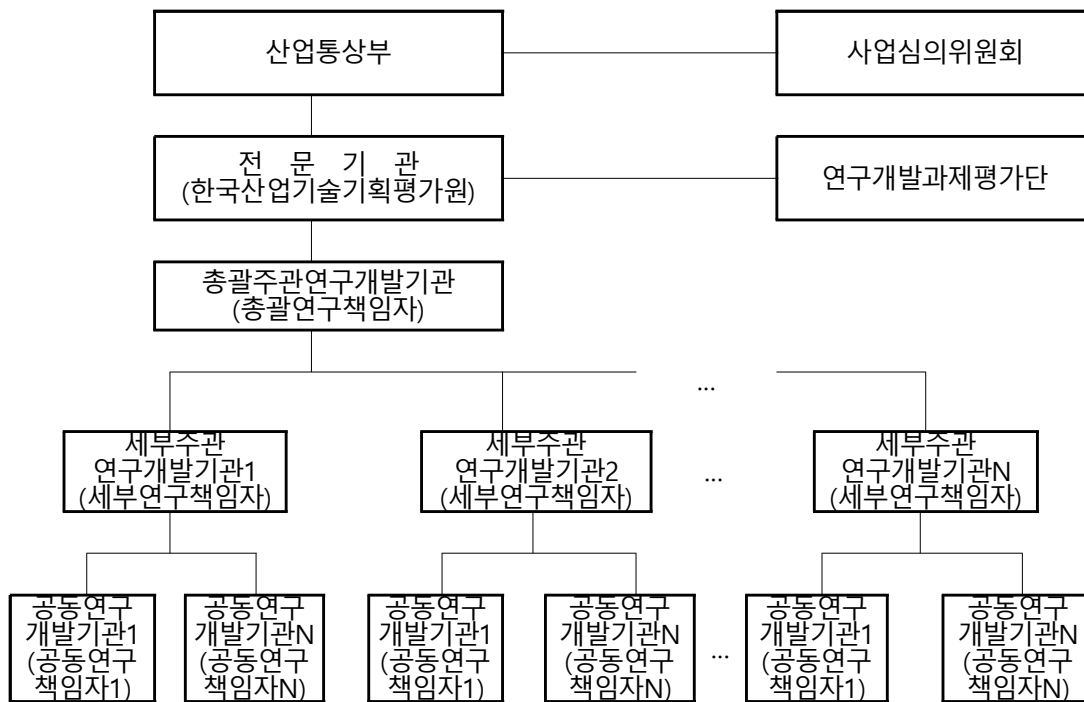 산업통상부
사업심의위원회
전 문 기 관
(한국산업기술기획평가원)
연구개발과제평가단
총괄주관연구개발기관
(총괄연구책임자)
...
세부주관
연구개발기관1
(세부연구책임자)
세부주관
연구개발기관2
(세부연구책임자)
...
세부주관
연구개발기관N
(세부연구책임자)
공동연구
개발기관1
(공동연구
책임자1)
공동연구
개발기관N
(공동연구
책임자N)
공동연구
개발기관1
(공동연구
책임자1)
공동연구
개발기관N
(공동연구
책임자N)
...
공동연구
개발기관1
(공동연구
책임자1)
공동연구
개발기관N
(공동연구
책임자N)